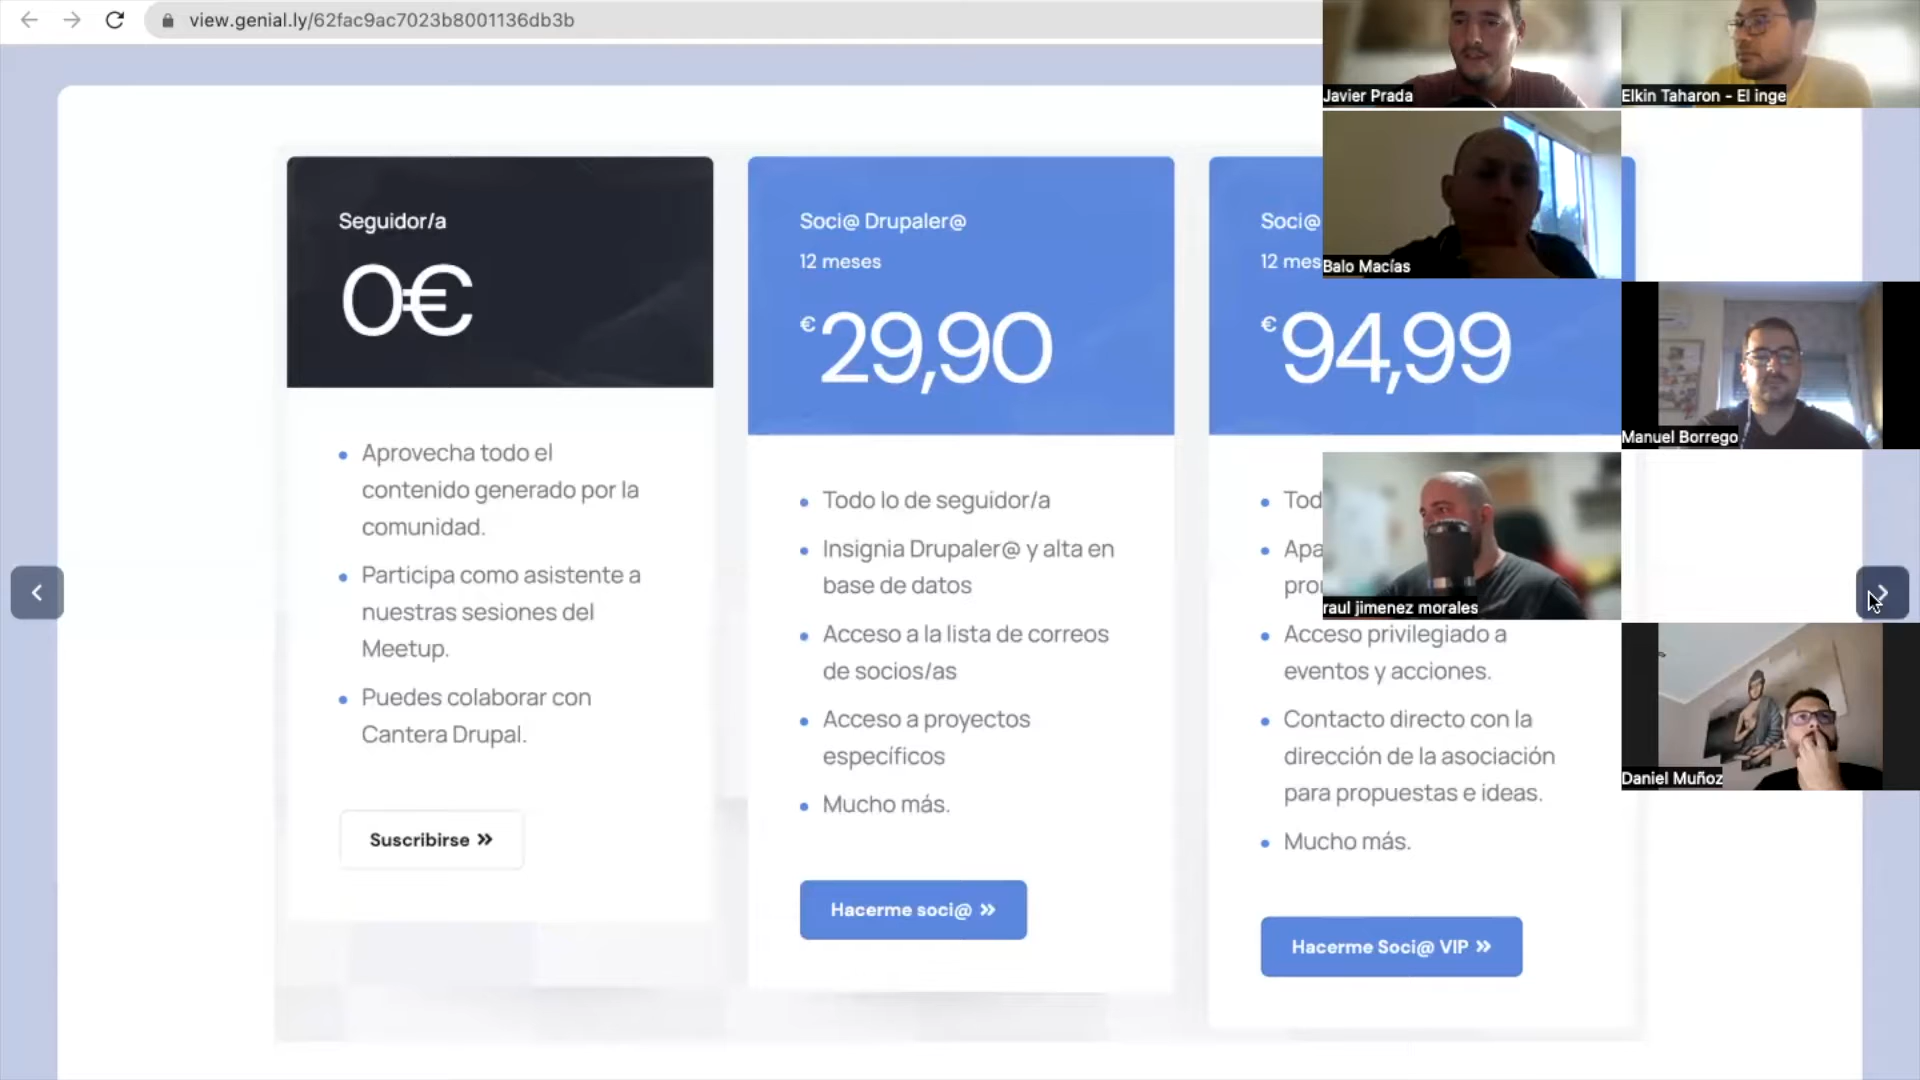 view.genial.ly/62fac9ac7023b8001136db3b
Javier Prada
Elkin Taharon - El inge
Balo Macías
Manuel Borrego
raul jimenez morales
Daniel Muñoz
Seguidor/a
0€
Aprovecha todo el
contenido generado por la
comunidad.
Participa como asistente a
nuestras sesiones del
Meetup.
Puedes colaborar con
Cantera Drupal.
Suscribirse »
Soci@ Drupaler@
12 meses
€29,90
Todo lo de seguidor/a
Insignia Drupaler@ y alta en
base de datos
Acceso a la lista de correos
de socios/as
Acceso a proyectos
específicos
Mucho más.
Hacerme soci@ »
Soci@
12 mes
€94,99
Acceso privilegiado a
eventos y acciones.
Contacto directo con la
dirección de la asociación
para propuestas e ideas.
Mucho más.
Hacerme Soci@ VIP »